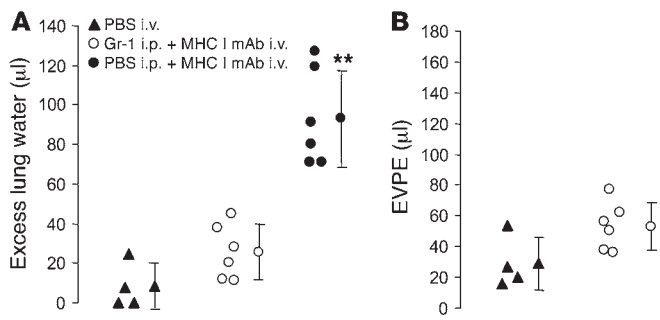 A
▲ PBS i.v.
○ Gr-1 i.p. + MHC I mAb i.v.
● PBS i.p. + MHC I mAb i.v.
Excess lung water (µl)
140
120
100
80
60
40
20
0
**
B
EVPE (µl)
180
160
140
120
100
80
60
40
20
0